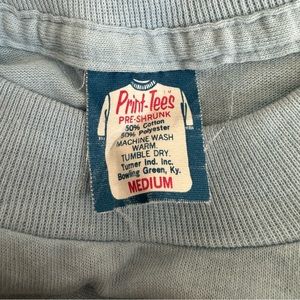 Print-Tees
PRE-SHRUNK
50% Cotton
50% Polyester
MACHINE WASH
WARM.
TUMBLE DRY.
Turner Ind. Inc.
Bowling Green, Ky.
MEDIUM